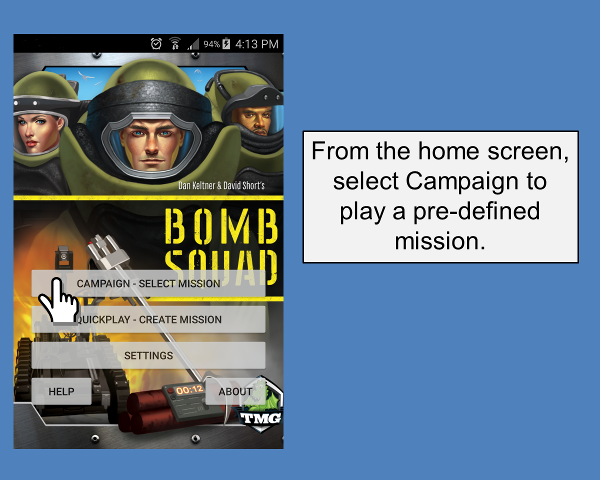 94% 4:13 PM
Dan Keltner & David Short's
BOMB
SQUAD
CAMPAIGN - SELECT MISSION
QUICKPLAY - CREATE MISSION
SETTINGS
HELP
00:12
ABOUT
TMG
From the home screen,
select Campaign to
play a pre-defined
mission.